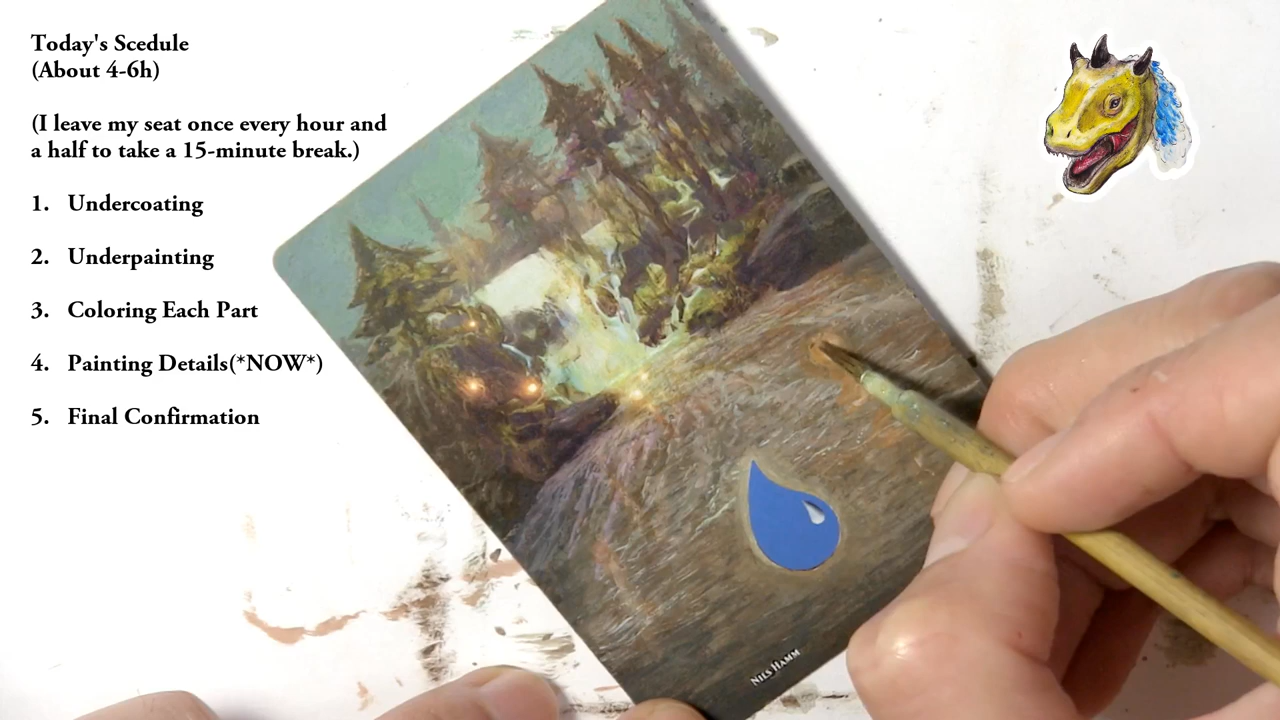 Today's Scedule
(About 4-6h)
(I leave my seat once every hour and
a half to take a 15-minute break.)
1. Undercoating
2. Underpainting
3. Coloring Each Part
4. Painting Details(*NOW*)
5. Final Confirmation
Nils Hamm